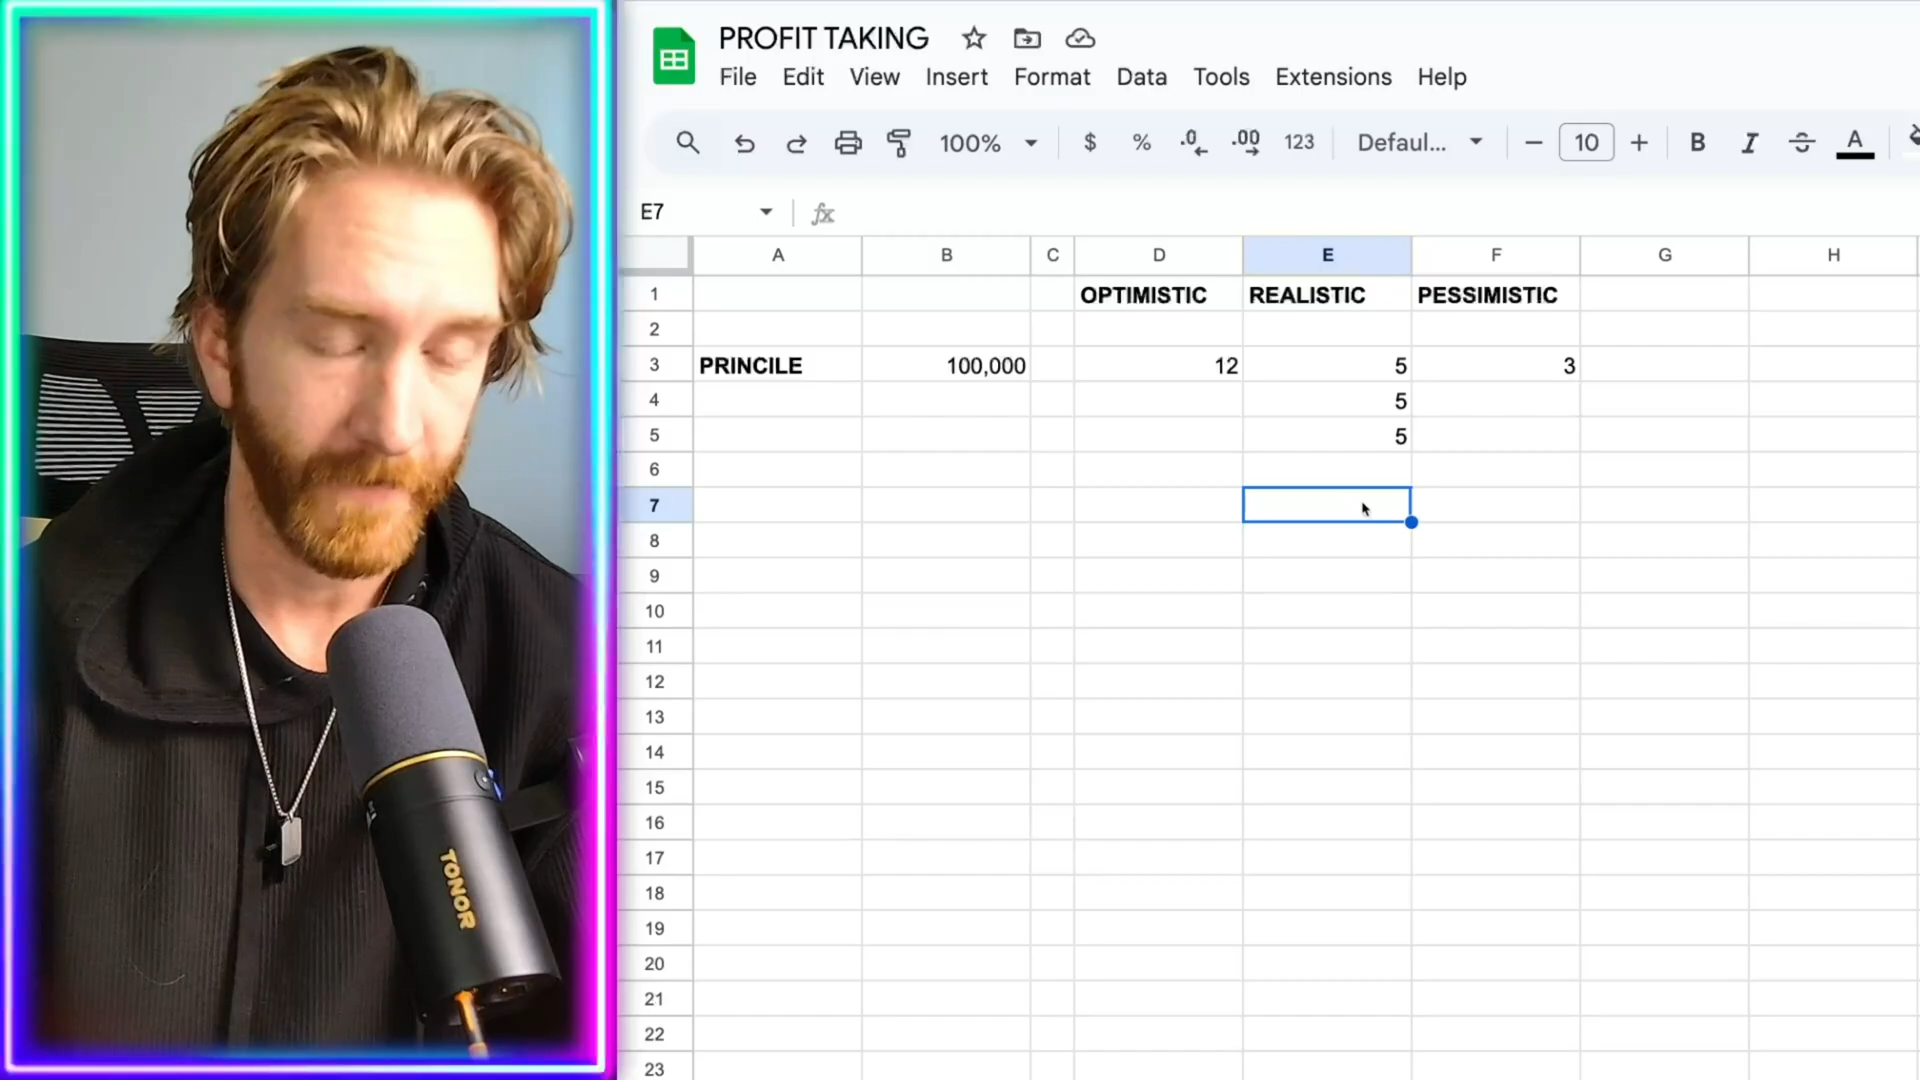 PROFIT TAKING
File Edit View Insert Format Data Tools Extensions Help
100% $ % .0 .00 123 Defaul... 10 B I A
E7 fx
A B C D E F G H
1 OPTIMISTIC REALISTIC PESSIMISTIC
2
3 PRINCILE 100,000 12 5 3
4 5
5 5
6
7
8
9
10
11
12
13
14
15
16
17
18
19
20
21
22
23
TONOR